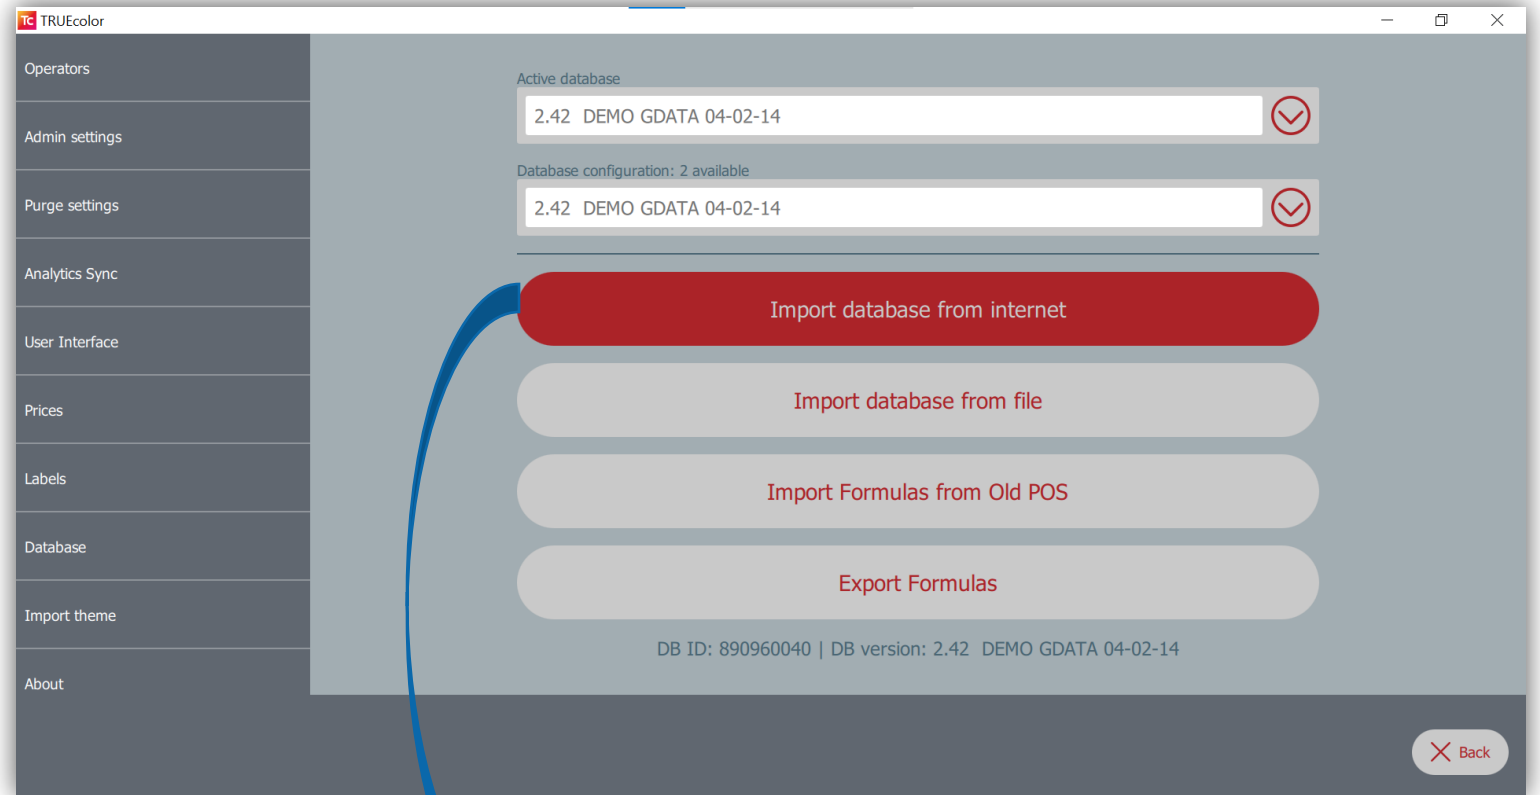 TC TRUEcolor
Operators
Admin settings
Purge settings
Analytics Sync
User Interface
Prices
Labels
Database
Import theme
About
Active database
2.42 DEMO GDATA 04-02-14
Database configuration: 2 available
2.42 DEMO GDATA 04-02-14
Import database from internet
Import database from file
Import Formulas from Old POS
Export Formulas
DB ID: 890960040 | DB version: 2.42 DEMO GDATA 04-02-14
Back